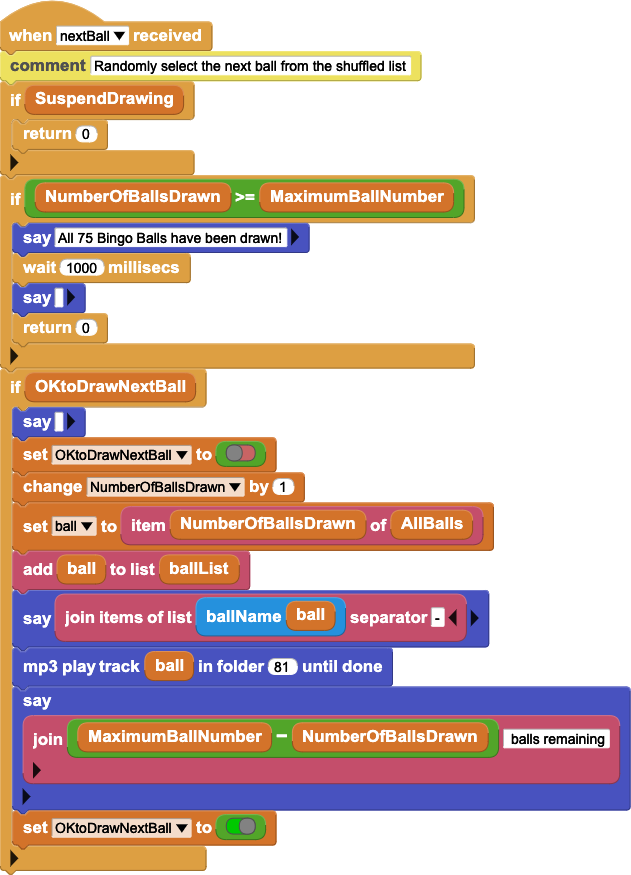 when nextBall received
comment Randomly select the next ball from the shuffled list
if SuspendDrawing
return 0
if NumberOfBallsDrawn >= MaximumBallNumber
say All 75 Bingo Balls have been drawn!
wait 1000 millisecs
say
return 0
if OKtoDrawNextBall
say
set OKtoDrawNextBall to
change NumberOfBallsDrawn by 1
set ball to item NumberOfBallsDrawn of AllBalls
add ball to list ballList
say join items of list ballName ball separator -
mp3 play track ball in folder 81 until done
say
join MaximumBallNumber − NumberOfBallsDrawn balls remaining
set OKtoDrawNextBall to